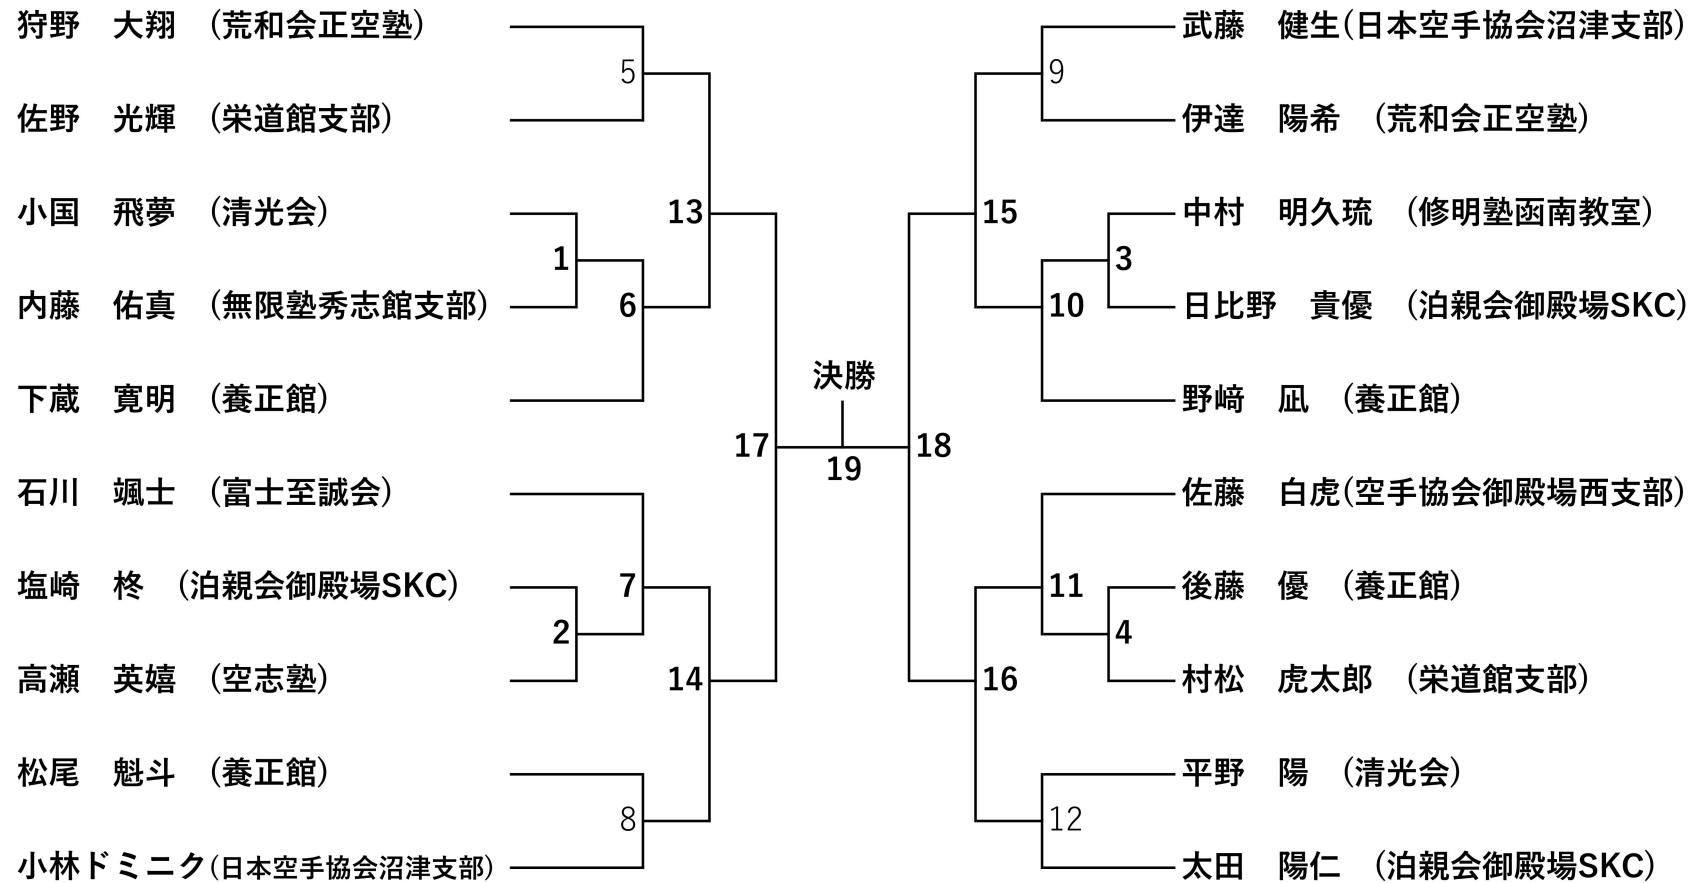 狩野　大翔　（荒和会正空塾）
5
佐野　光輝　（栄道館支部）
13
小国　飛夢　（清光会）
1
内藤　佑真　（無限塾秀志館支部）
6
下蔵　寛明　（養正館）
17
石川　颯士　（富士至誠会）
7
塩崎　柊　（泊親会御殿場SKC）
2
高瀬　英嬉　（空志塾）
14
松尾　魁斗　（養正館）
8
小林ドミニク（日本空手協会沼津支部）
決勝
19
武藤　健生（日本空手協会沼津支部）
9
伊達　陽希　（荒和会正空塾）
15
中村　明久琉　（修明塾函南教室）
3
日比野　貴優　（泊親会御殿場SKC）
10
野﨑　凪　（養正館）
18
佐藤　白虎（空手協会御殿場西支部）
11
後藤　優　（養正館）
4
村松　虎太郎　（栄道館支部）
16
平野　陽　（清光会）
12
太田　陽仁　（泊親会御殿場SKC）